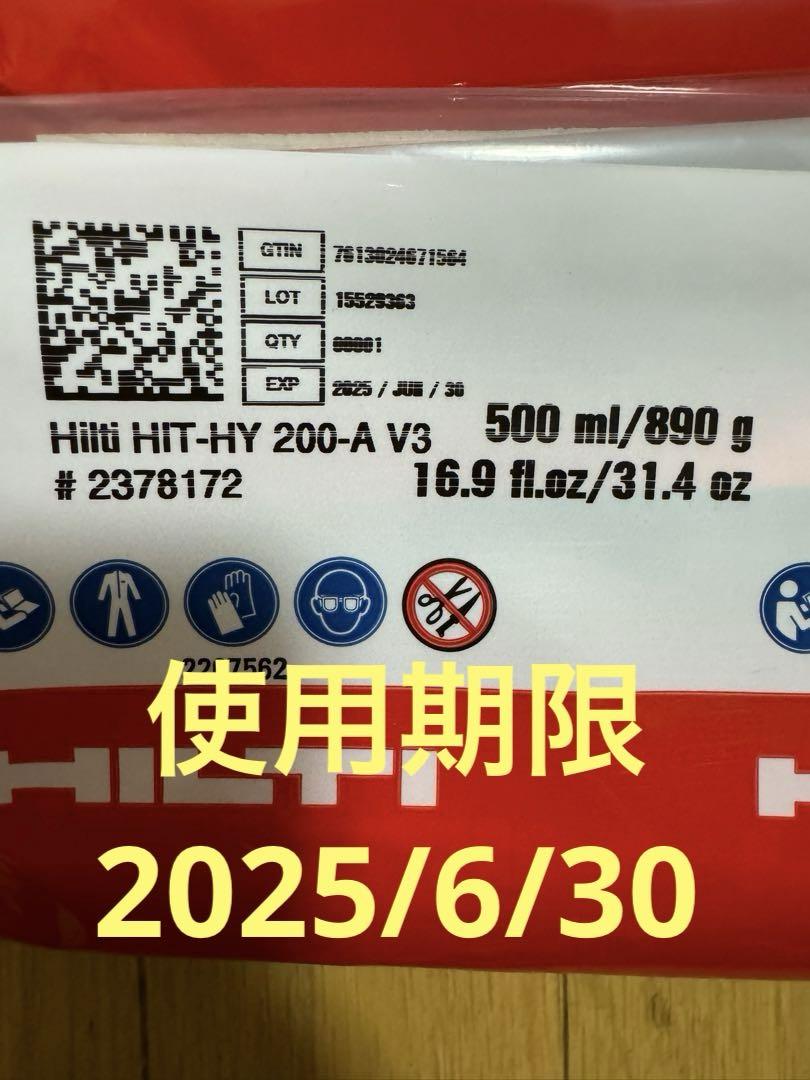 GTIN 7613024671564
LOT 15529363
QTY 00001
EXP 2025 / JUN / 30
Hilti HIT-HY 200-A V3
500 ml/890 g
# 2378172
16.9 fl.oz/31.4 oz
使用期限
HILTI
2025/6/30